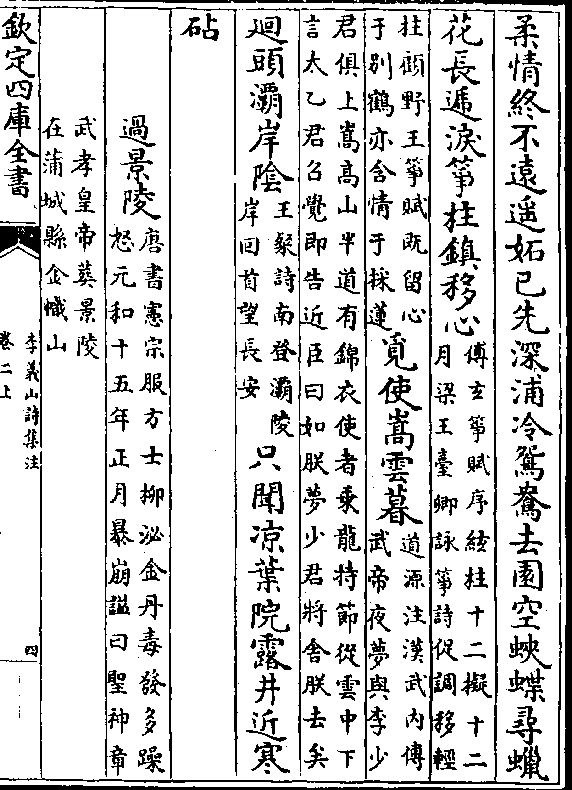 柔情終不遠遥妬已先深浦冷鴛鴦去園空蛺蝶尋蠟
花長遞淚箏柱鎮移心
傅玄箏賦序絃柱十二擬十二
月梁王臺卿詠箏詩促調移輕
柱顧野王箏賦既留心
于别鶴亦含情于採蓮
覓使嵩雲暮
道源注漢武内傳
武帝夜夢與李少
君俱上嵩高山半道有錦衣使者乘龍持節從雲中下
言太乙君召覺即告近臣曰如朕夢少君將舍朕去矣
迴頭灞岸陰
王粲詩南登灞陵
岸回首望長安
只聞凉葉院露井近寒
砧
過景陵
唐書憲宗服方士柳泌金丹毒發多躁
怒元和十五年正月暴崩諡曰聖神章
武孝皇帝葬景陵
在蒲城縣金幟山
欽定四庫全書
李義山詩集注
卷二上
四